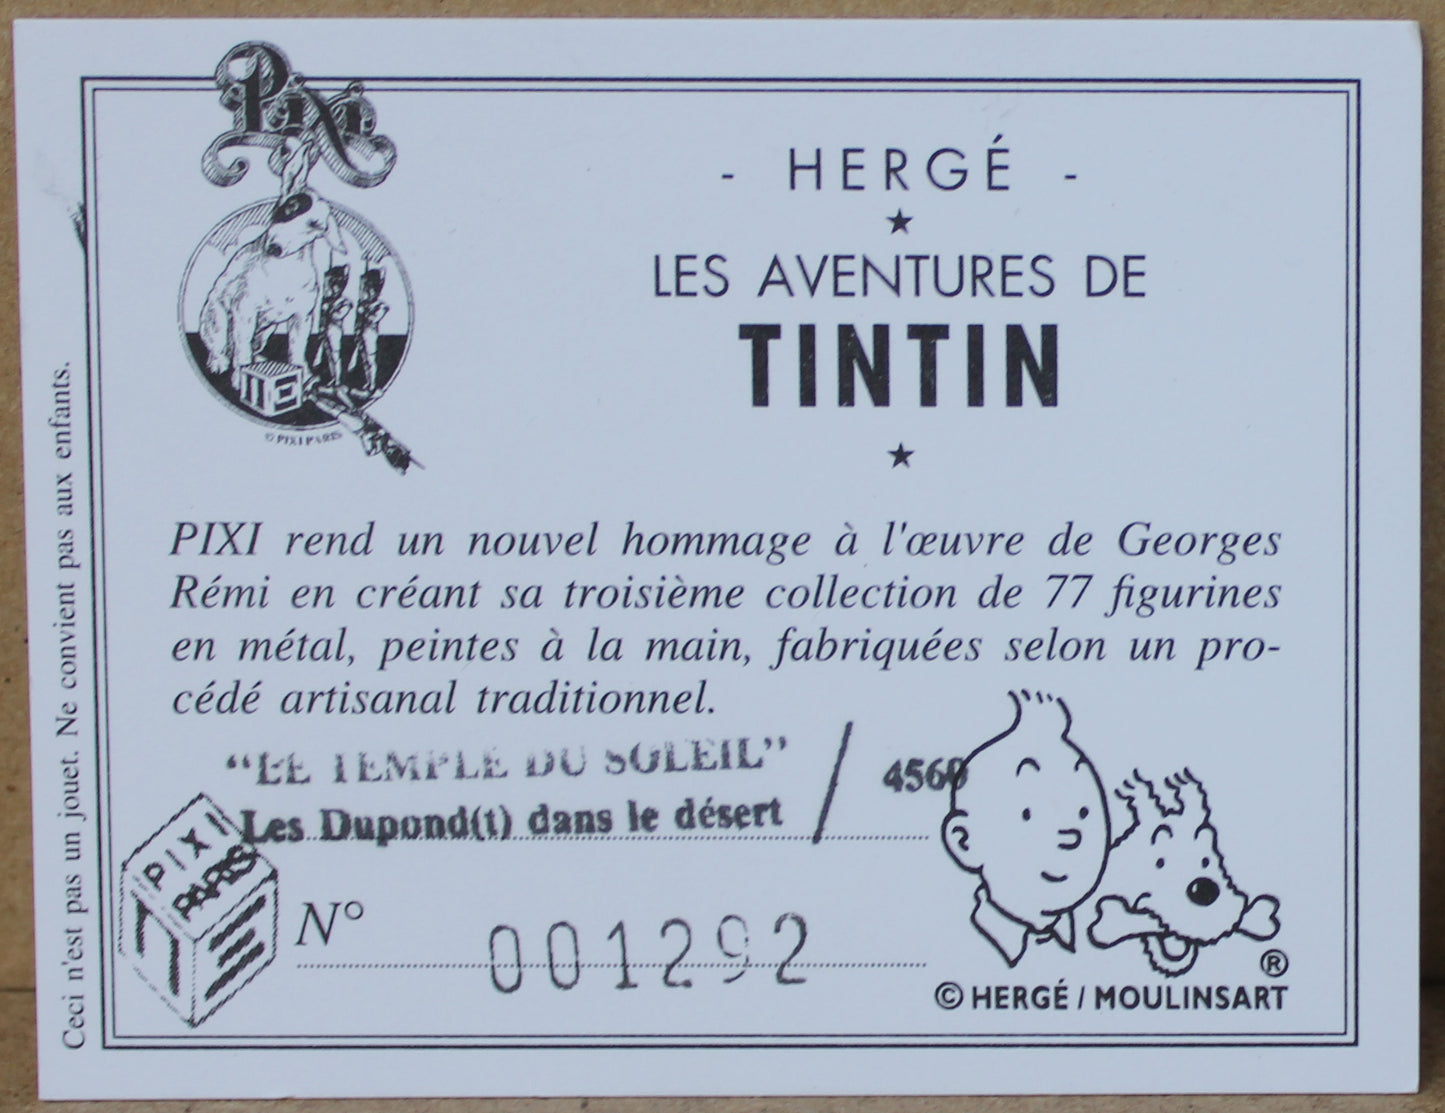 Pixi
© PIXI PARIS
- HERGÉ -
LES AVENTURES DE
TINTIN
PIXI rend un nouvel hommage à l'œuvre de Georges
Rémi en créant sa troisième collection de 77 figurines
en métal, peintes à la main, fabriquées selon un pro-
cédé artisanal traditionnel.
“LE TEMPLE DU SOLEIL” / 4560
Les Dupond(t) dans le désert
PIXI
PARIS
N° 001292
®
© HERGÉ / MOULINSART
Ceci n'est pas un jouet. Ne convient pas aux enfants.